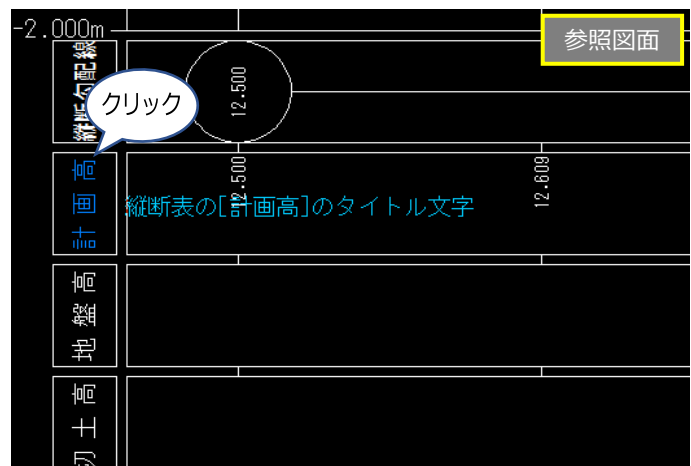 -2.000m
参照図面
縦断勾配線
12.500
クリック
計画高
12.500
12.609
縦断表の[計画高]のタイトル文字
地盤高
切土高